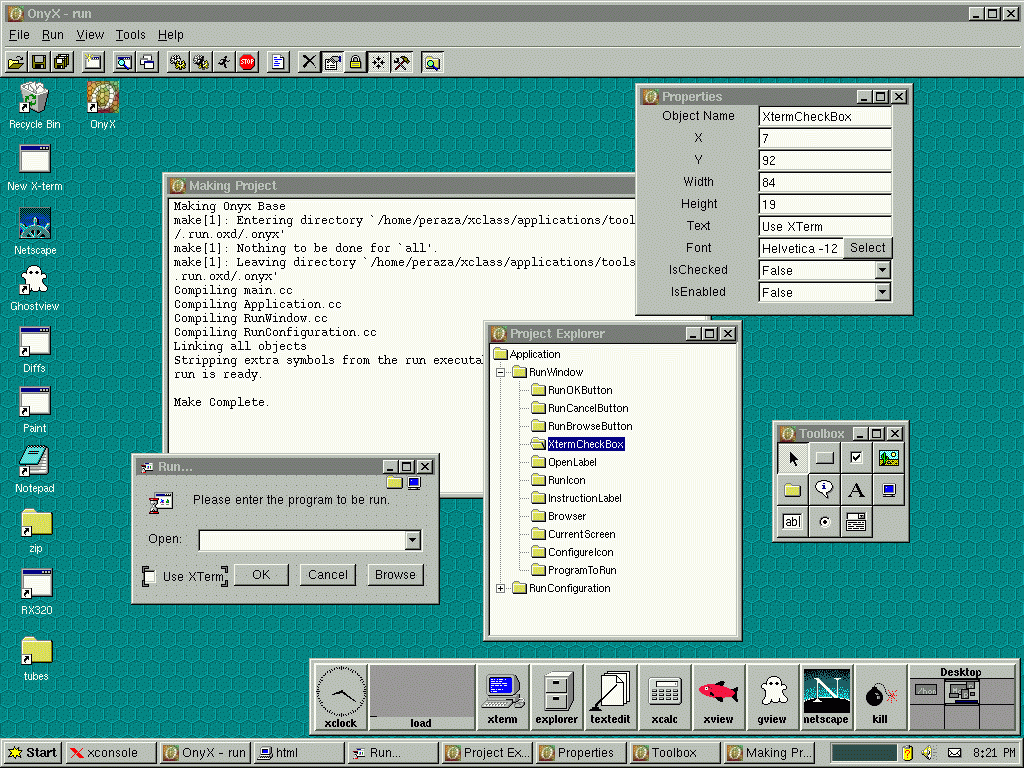 OnyX - run
File Run View Tools Help
STOP
Recycle Bin
OnyX
New X-term
Netscape
Ghostview
Diffs
Paint
Notepad
zip
RX320
tubes
Making Project
Making Onyx Base
make[1]: Entering directory `/home/peraza/xclass/applications/tool
/.run.oxd/.onyx'
make[1]: Nothing to be done for `all'.
make[1]: Leaving directory `/home/peraza/xclass/applications/tools
.run.oxd/.onyx'
Compiling main.cc
Compiling Application.cc
Compiling RunWindow.cc
Compiling RunConfiguration.cc
Linking all objects
Stripping extra symbols from the run executa
run is ready.
Make Complete.
Properties
Object Name XtermCheckBox
X 7
Y 92
Width 84
Height 19
Text Use XTerm
Font Helvetica -12 Select
IsChecked False
IsEnabled False
Project Explorer
Application
RunWindow
RunOKButton
RunCancelButton
RunBrowseButton
XtermCheckBox
OpenLabel
RunIcon
InstructionLabel
Browser
CurrentScreen
ConfigureIcon
ProgramToRun
RunConfiguration
Toolbox
A
ab|
Run...
Please enter the program to be run.
Open:
Use XTerm OK Cancel Browse
xclock
load
xterm
explorer
textedit
xcalc
xview
gview
N
netscape
kill
Desktop
/hom
Start xconsole OnyX - run html Run... Project Ex... Properties Toolbox Making Pr... 8:21 PM